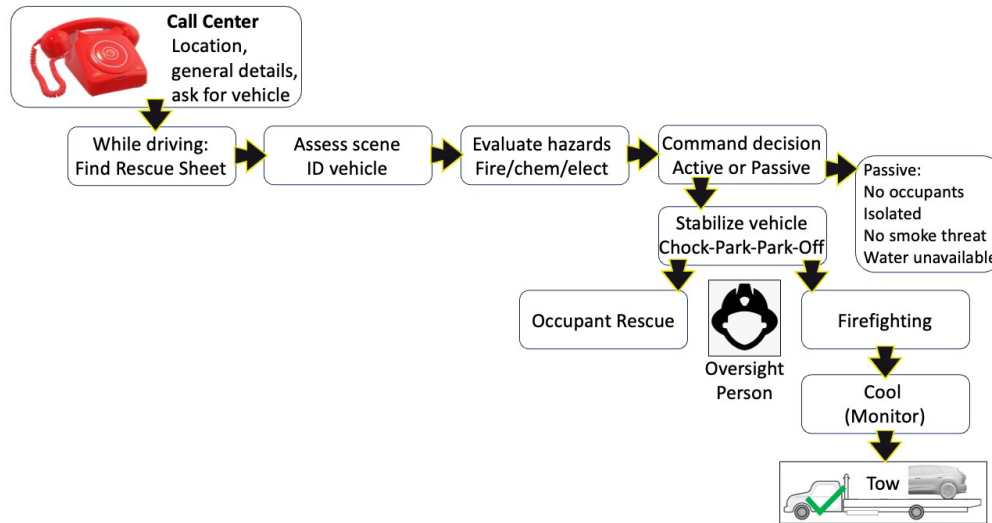 Call Center
Location,
general details,
ask for vehicle
While driving:
Find Rescue Sheet
Assess scene
ID vehicle
Evaluate hazards
Fire/chem/elect
Command decision
Active or Passive
Passive:
No occupants
Isolated
No smoke threat
Water unavailable
Stabilize vehicle
Chock-Park-Park-Off
Occupant Rescue
Oversight
Person
Firefighting
Cool
(Monitor)
Tow